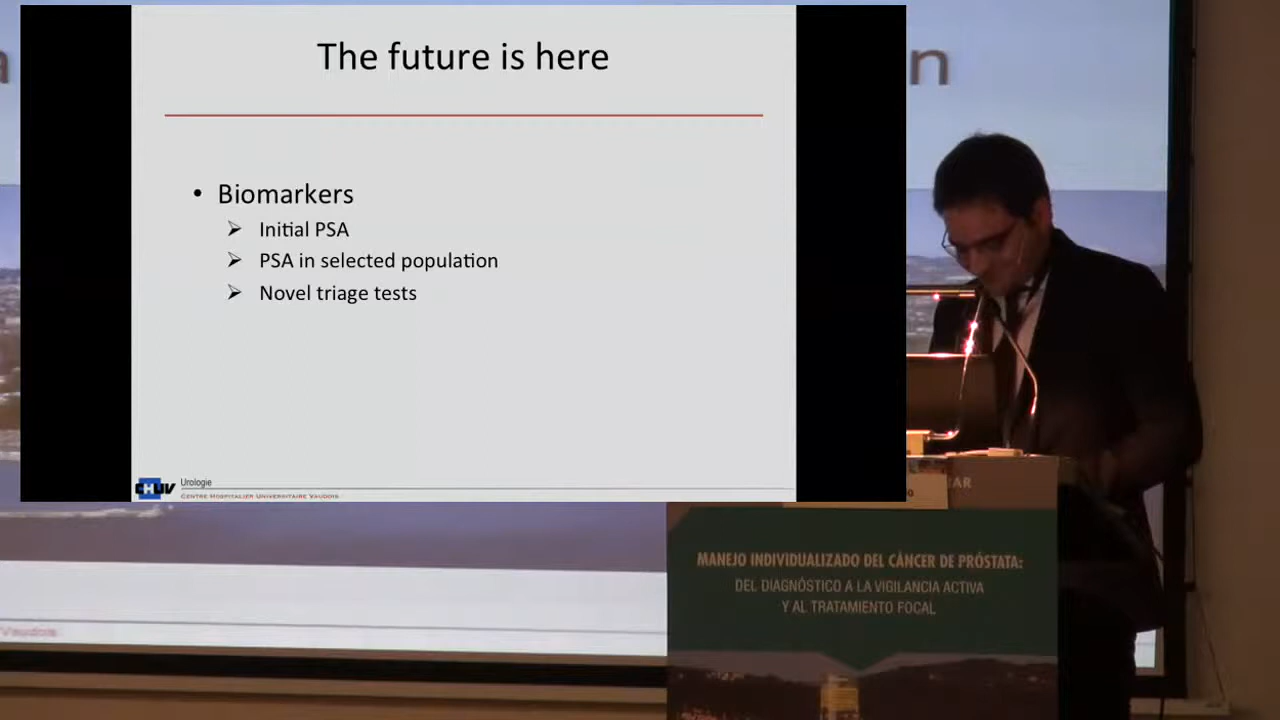 The future is here
• Biomarkers
➢ Initial PSA
➢ PSA in selected population
➢ Novel triage tests
CHUV
Urologie
CENTRE HOSPITALIER UNIVERSITAIRE VAUDOIS
MANEJO INDIVIDUALIZADO DEL CÁNCER DE PRÓSTATA:
DEL DIAGNÓSTICO A LA VIGILANCIA ACTIVA
Y AL TRATAMIENTO FOCAL
Vaudois